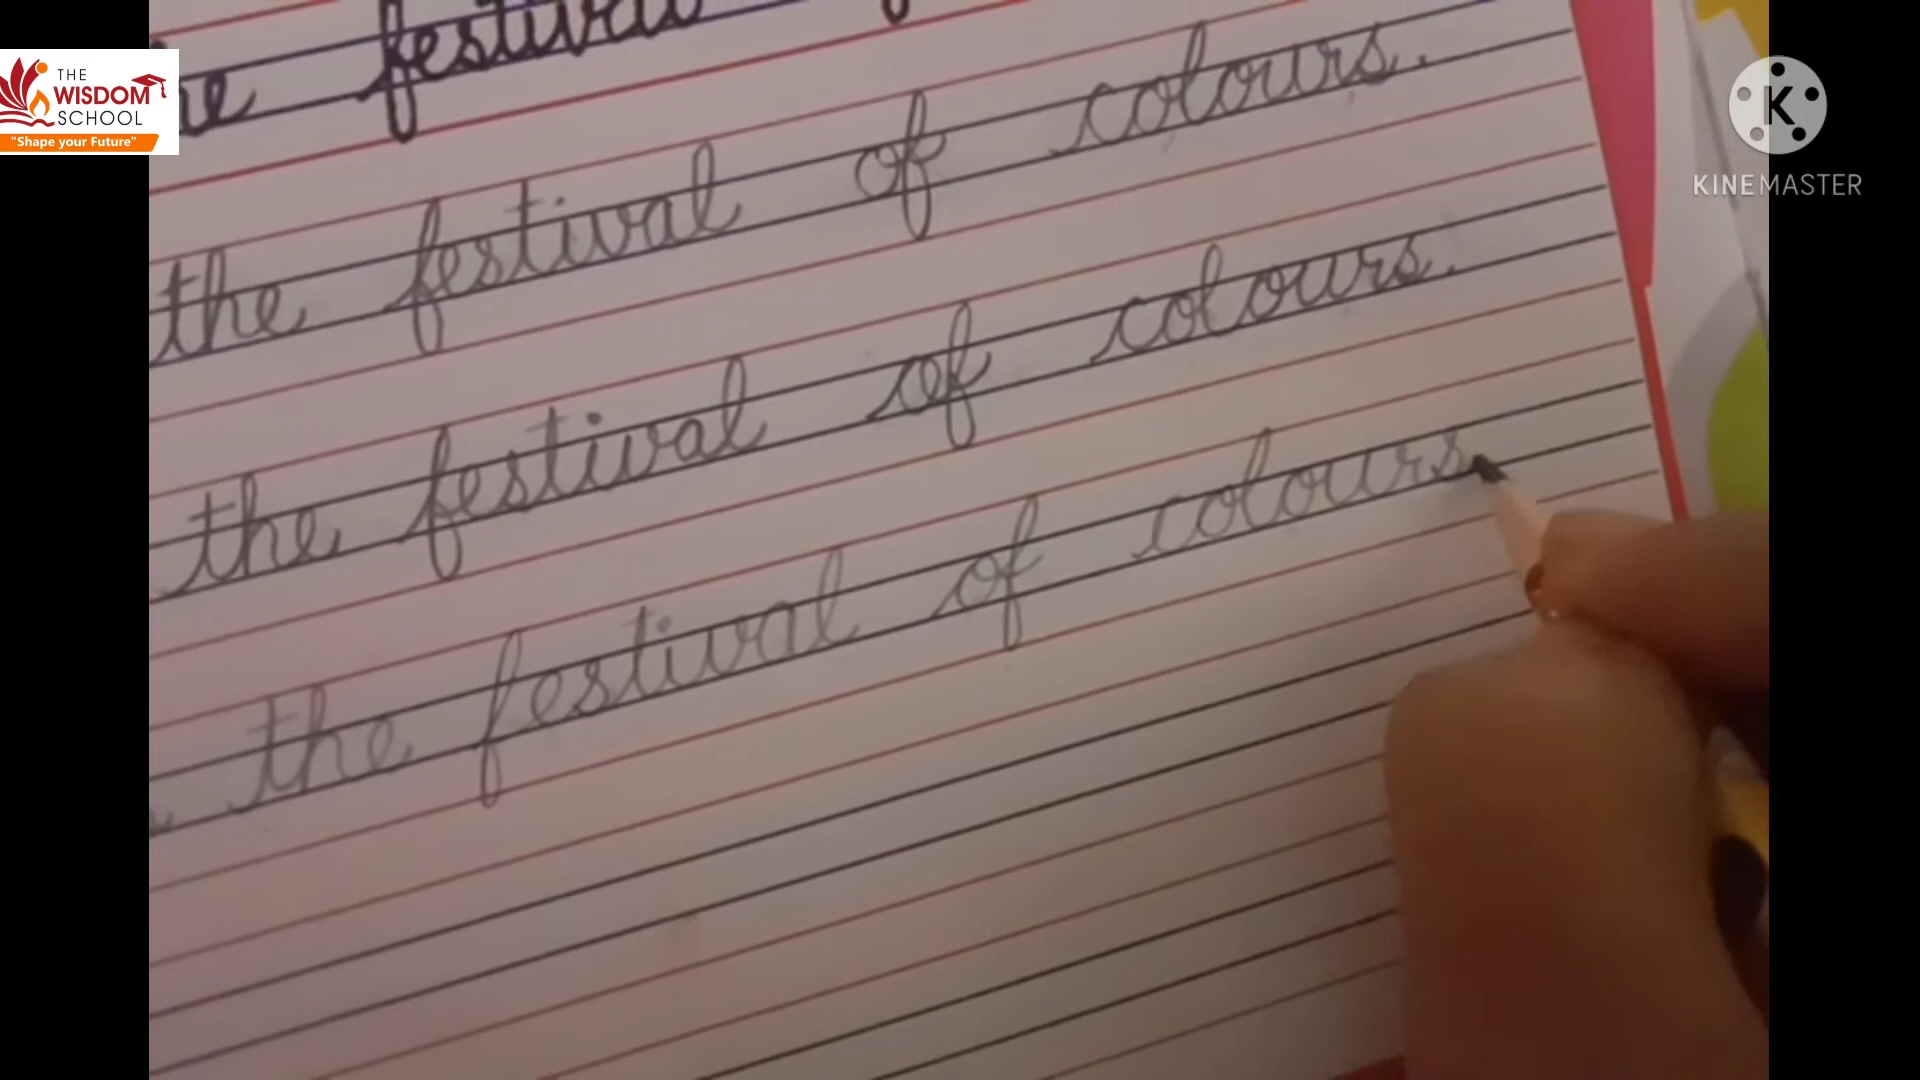 THE
WISDOM
SCHOOL
"Shape your Future"
K
KINEMASTER
festival
the festival of colours.
the festival of colours.
the festival of colours